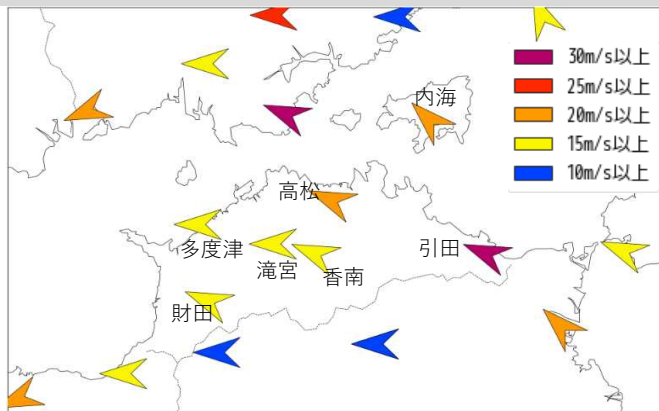 30m/s以上
25m/s以上
20m/s以上
15m/s以上
10m/s以上
内海
高松
多度津
滝宮
香南
引田
財田